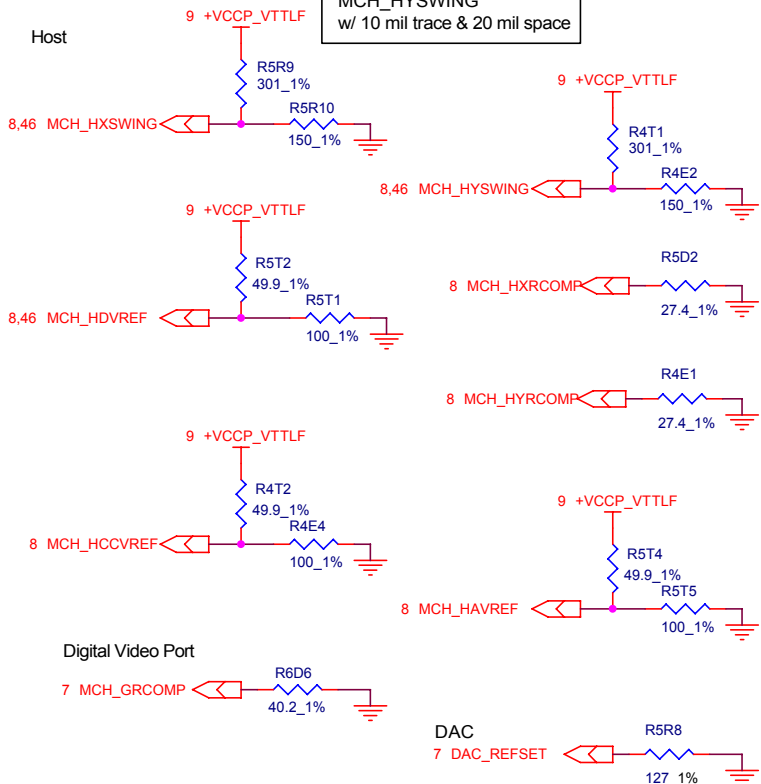 MCH_HYSWING
w/ 10 mil trace & 20 mil space
Host
9 +VCCP_VTTLF
R5R9
301_1%
R5R10
150_1%
8,46 MCH_HXSWING
9 +VCCP_VTTLF
R4T1
301_1%
R4E2
150_1%
8,46 MCH_HYSWING
9 +VCCP_VTTLF
R5T2
49.9_1%
R5T1
100_1%
8,46 MCH_HDVREF
R5D2
8 MCH_HXRCOMP
27.4_1%
R4E1
8 MCH_HYRCOMP
27.4_1%
9 +VCCP_VTTLF
R4T2
49.9_1%
R4E4
100_1%
8 MCH_HCCVREF
9 +VCCP_VTTLF
R5T4
49.9_1%
R5T5
100_1%
8 MCH_HAVREF
Digital Video Port
R6D6
7 MCH_GRCOMP
40.2_1%
DAC
R5R8
7 DAC_REFSET
127_1%